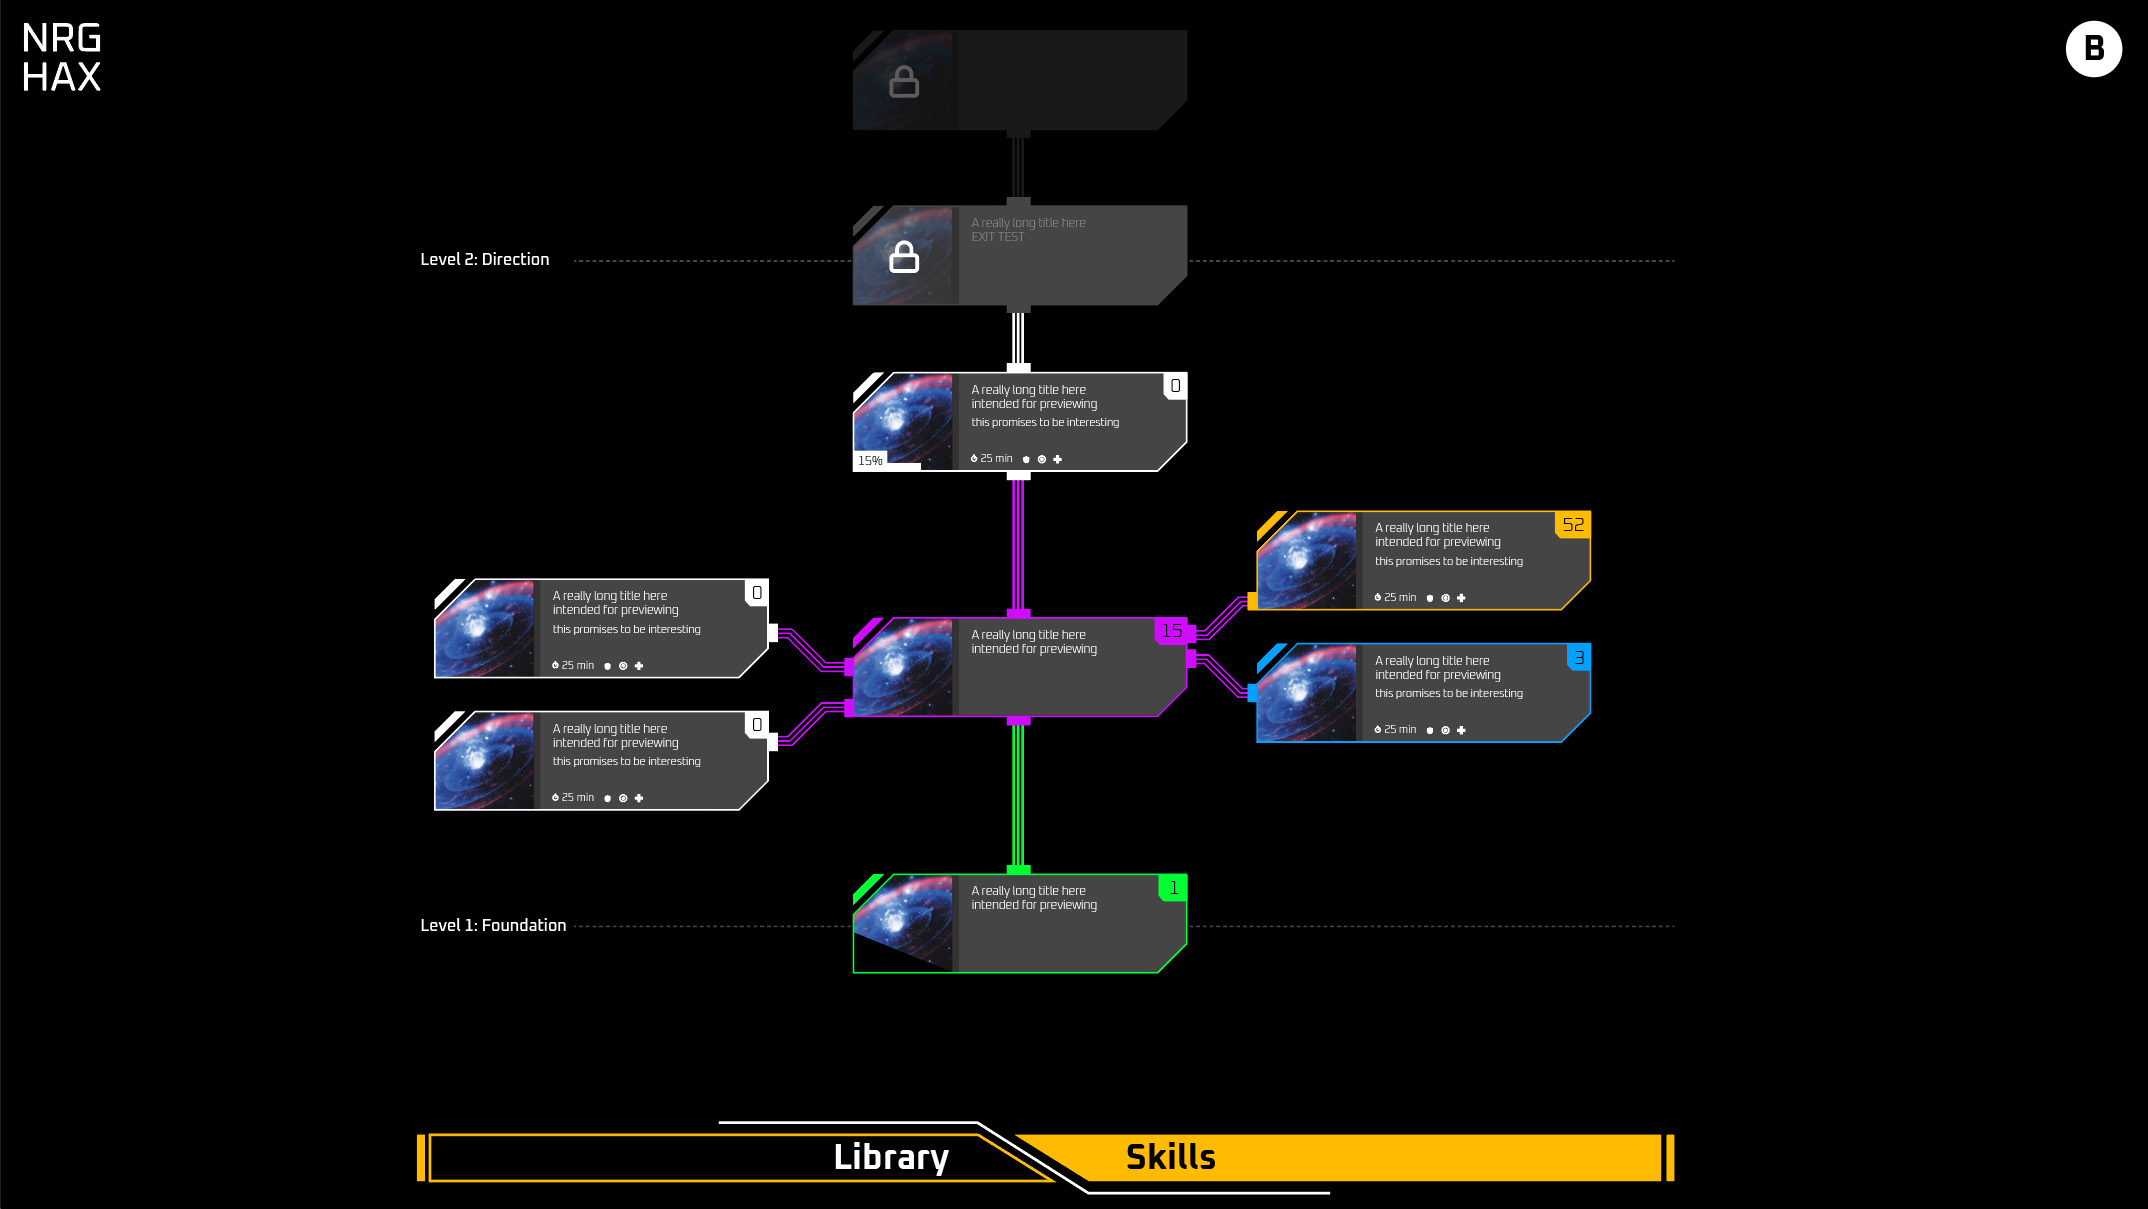 NRG
HAX
B
A really long title here
EXIT TEST
Level 2: Direction
A really long title here
intended for previewing
this promises to be interesting
25 min
0
15%
A really long title here
intended for previewing
this promises to be interesting
25 min
52
A really long title here
intended for previewing
this promises to be interesting
25 min
0
A really long title here
intended for previewing
15
A really long title here
intended for previewing
this promises to be interesting
25 min
3
A really long title here
intended for previewing
this promises to be interesting
25 min
0
A really long title here
intended for previewing
1
Level 1: Foundation
Library
Skills